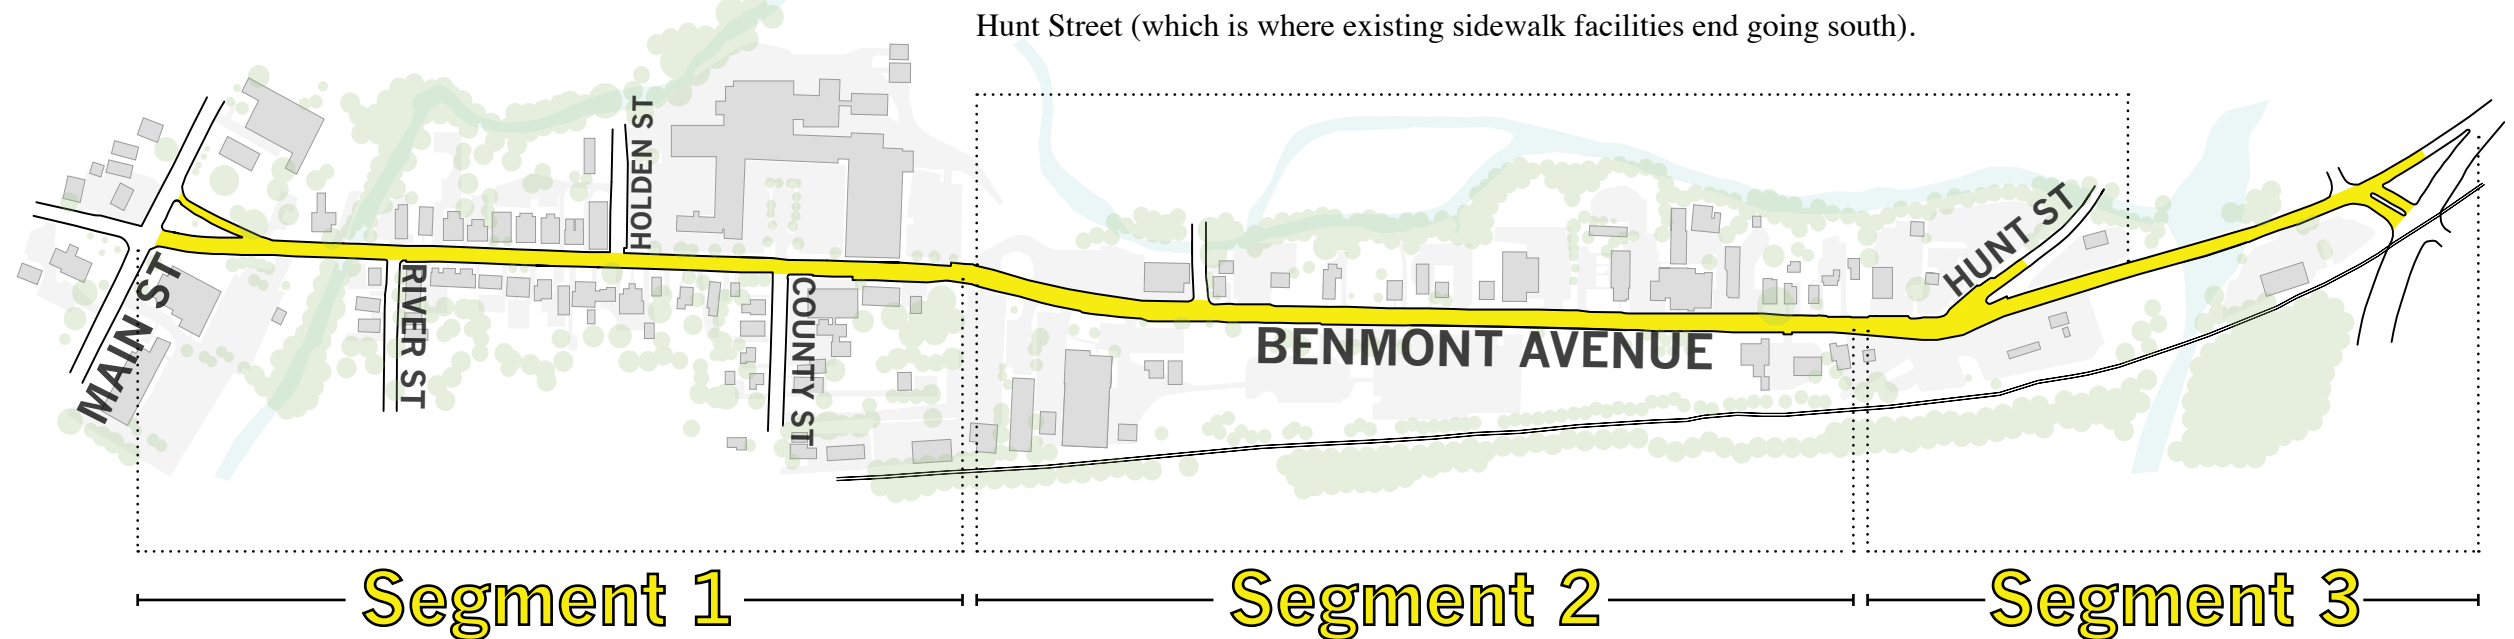 Hunt Street (which is where existing sidewalk facilities end going south).
HOLDEN ST
HUNT ST
MAIN ST
RIVER ST
COUNTY ST
BENMONT AVENUE
Segment 1
Segment 2
Segment 3